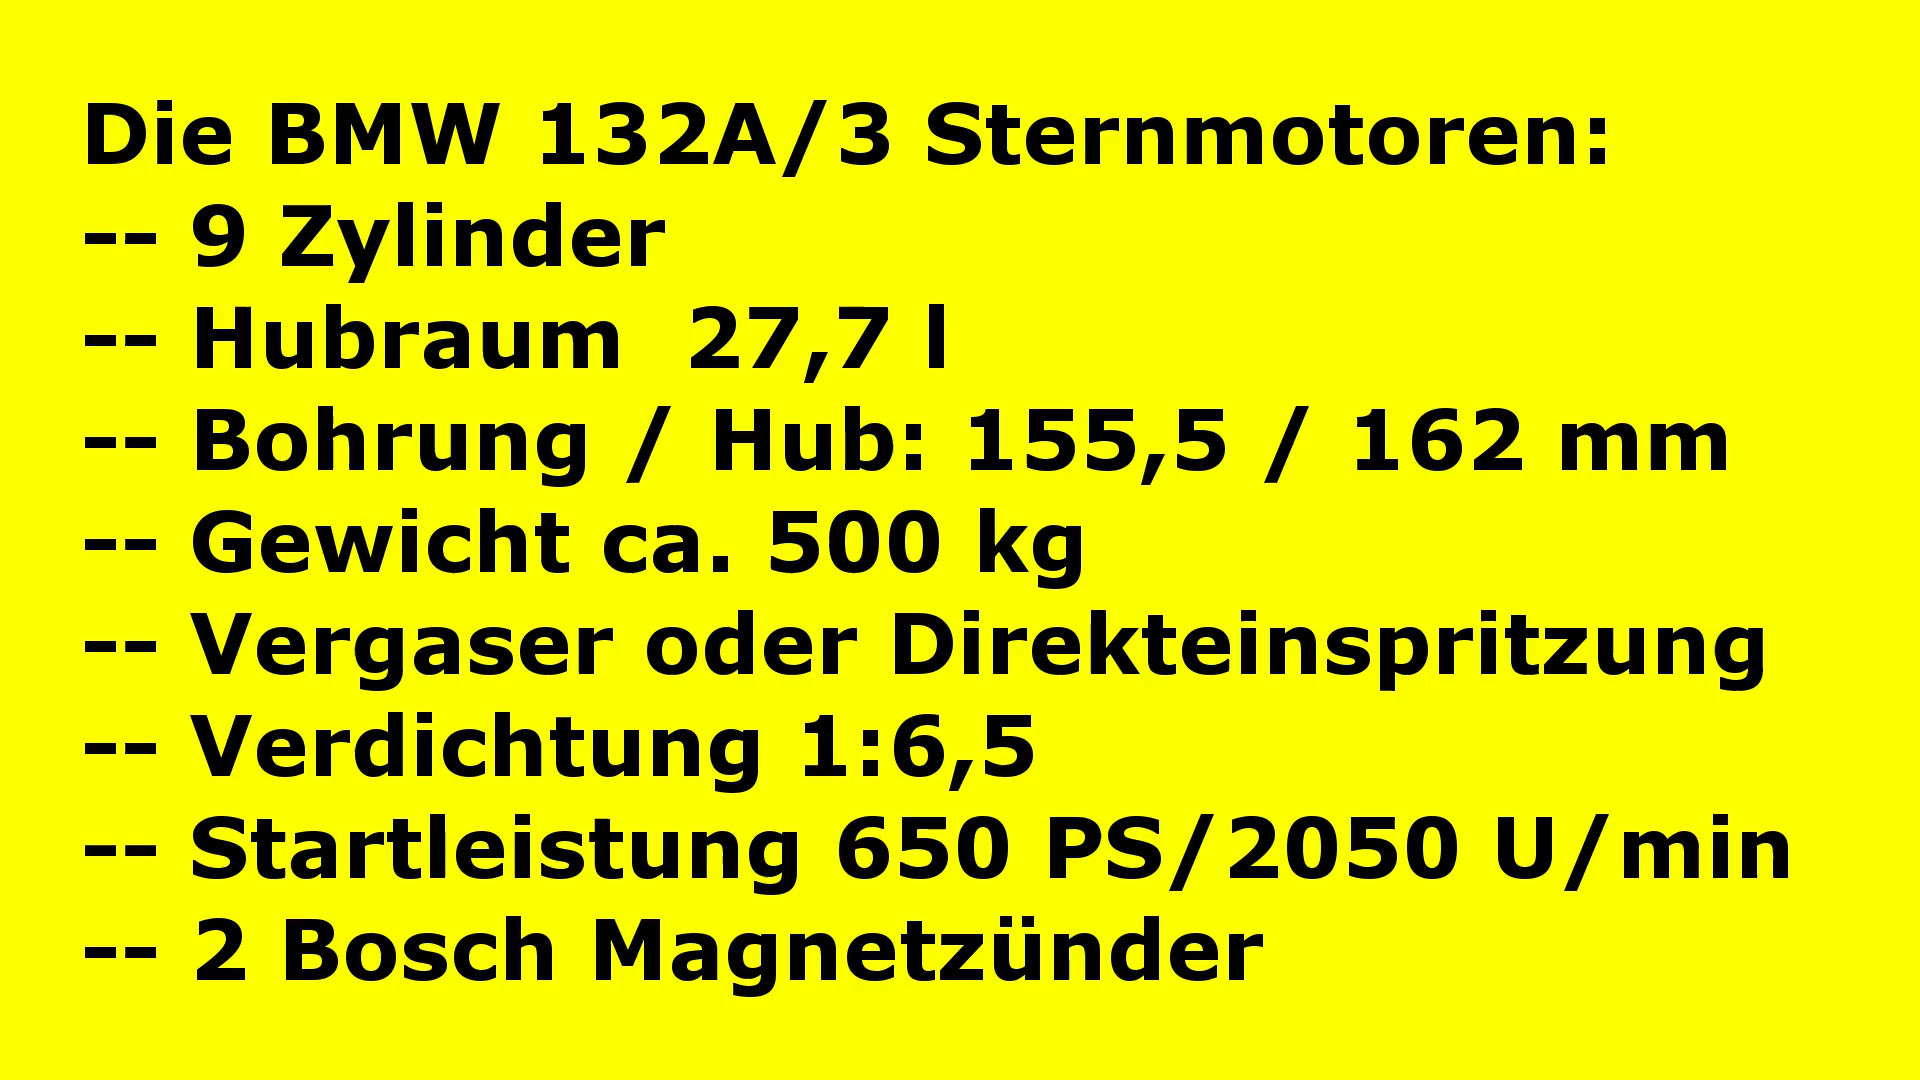 Die BMW 132A/3 Sternmotoren:
-- 9 Zylinder
-- Hubraum  27,7 l
-- Bohrung / Hub: 155,5 / 162 mm
-- Gewicht ca. 500 kg
-- Vergaser oder Direkteinspritzung
-- Verdichtung 1:6,5
-- Startleistung 650 PS/2050 U/min
-- 2 Bosch Magnetzünder